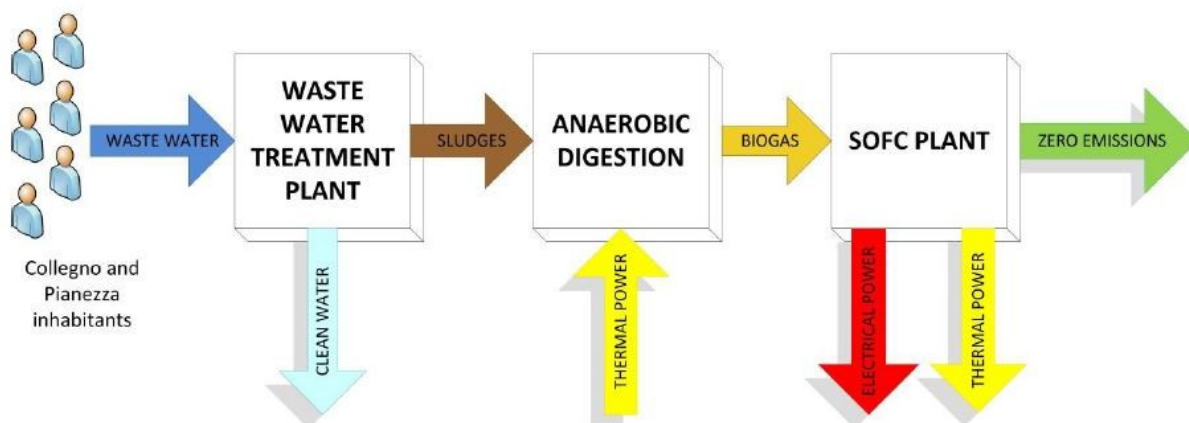 Collegno and
Pianezza
inhabitants
WASTE WATER
WASTE
WATER
TREATMENT
PLANT
CLEAN WATER
SLUDGES
ANAEROBIC
DIGESTION
THERMAL POWER
BIOGAS
SOFC PLANT
ELECTRICAL POWER
THERMAL POWER
ZERO EMISSIONS